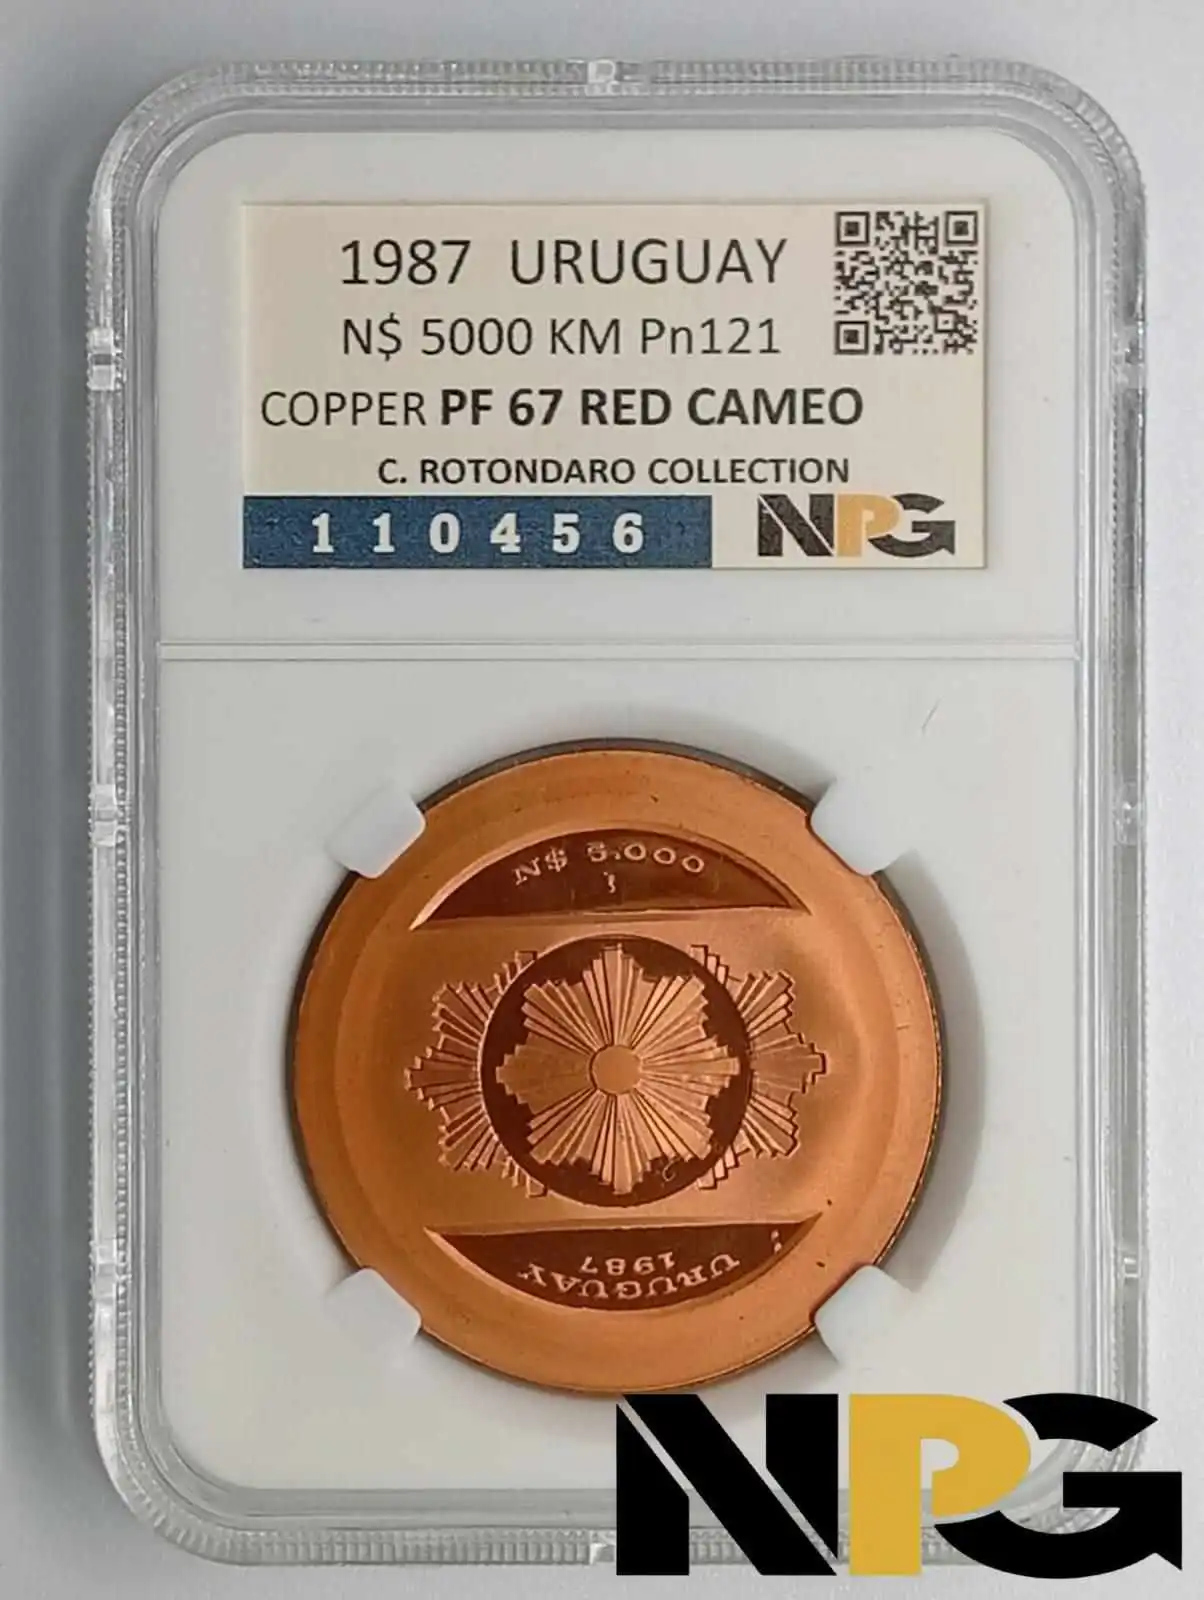 1987 URUGUAY
N$ 5000 KM Pn121
COPPER PF 67 RED CAMEO
C. ROTONDARO COLLECTION
110456
NPG
N$ 5.000
1987
URUGUAY
NPG